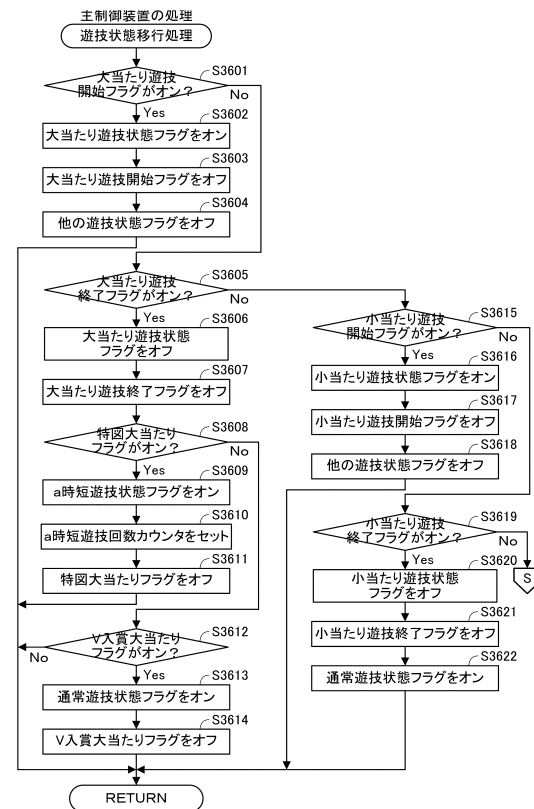 主制御装置の処理
遊技状態移行処理
S3601
大当たり遊技
開始フラグがオン？
No
Yes
S3602
大当たり遊技状態フラグをオン
S3603
大当たり遊技開始フラグをオフ
S3604
他の遊技状態フラグをオフ
S3605
大当たり遊技
終了フラグがオン？
No
Yes
S3606
大当たり遊技状態
フラグをオフ
S3607
大当たり遊技終了フラグをオフ
S3608
特図大当たり
フラグがオン？
No
Yes
S3609
a時短遊技状態フラグをオン
S3610
a時短遊技回数カウンタをセット
S3611
特図大当たりフラグをオフ
S3612
V入賞大当たり
フラグがオン？
No
Yes
S3613
通常遊技状態フラグをオン
S3614
V入賞大当たりフラグをオフ
RETURN
S3615
小当たり遊技
開始フラグがオン？
No
Yes
S3616
小当たり遊技状態フラグをオン
S3617
小当たり遊技開始フラグをオフ
S3618
他の遊技状態フラグをオフ
S3619
小当たり遊技
終了フラグがオン？
No
Yes
S
S3620
小当たり遊技状態
フラグをオフ
S3621
小当たり遊技終了フラグをオフ
S3622
通常遊技状態フラグをオン